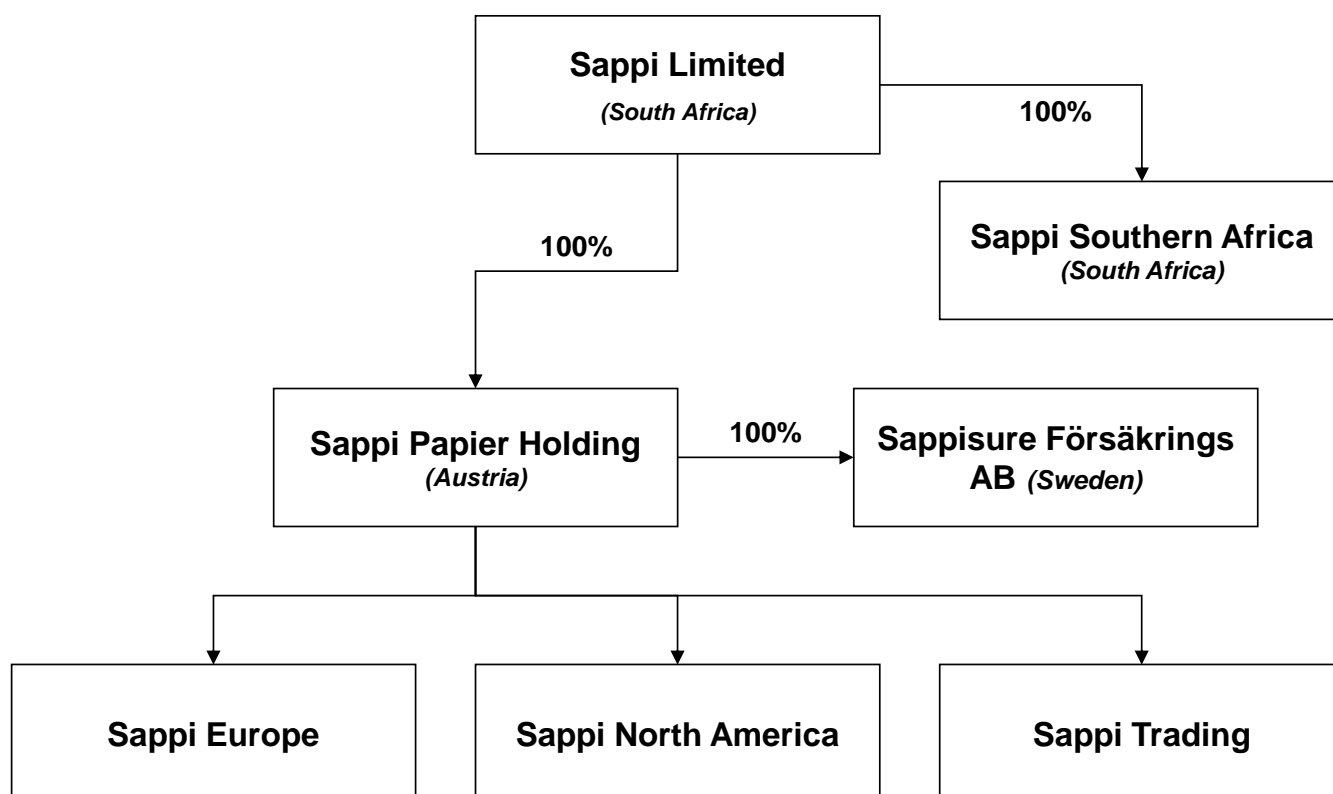 Sappi Limited
(South Africa)
100%
Sappi Southern Africa
(South Africa)
100%
Sappi Papier Holding
(Austria)
100%
Sappisure Försäkrings
AB (Sweden)
Sappi Europe
Sappi North America
Sappi Trading